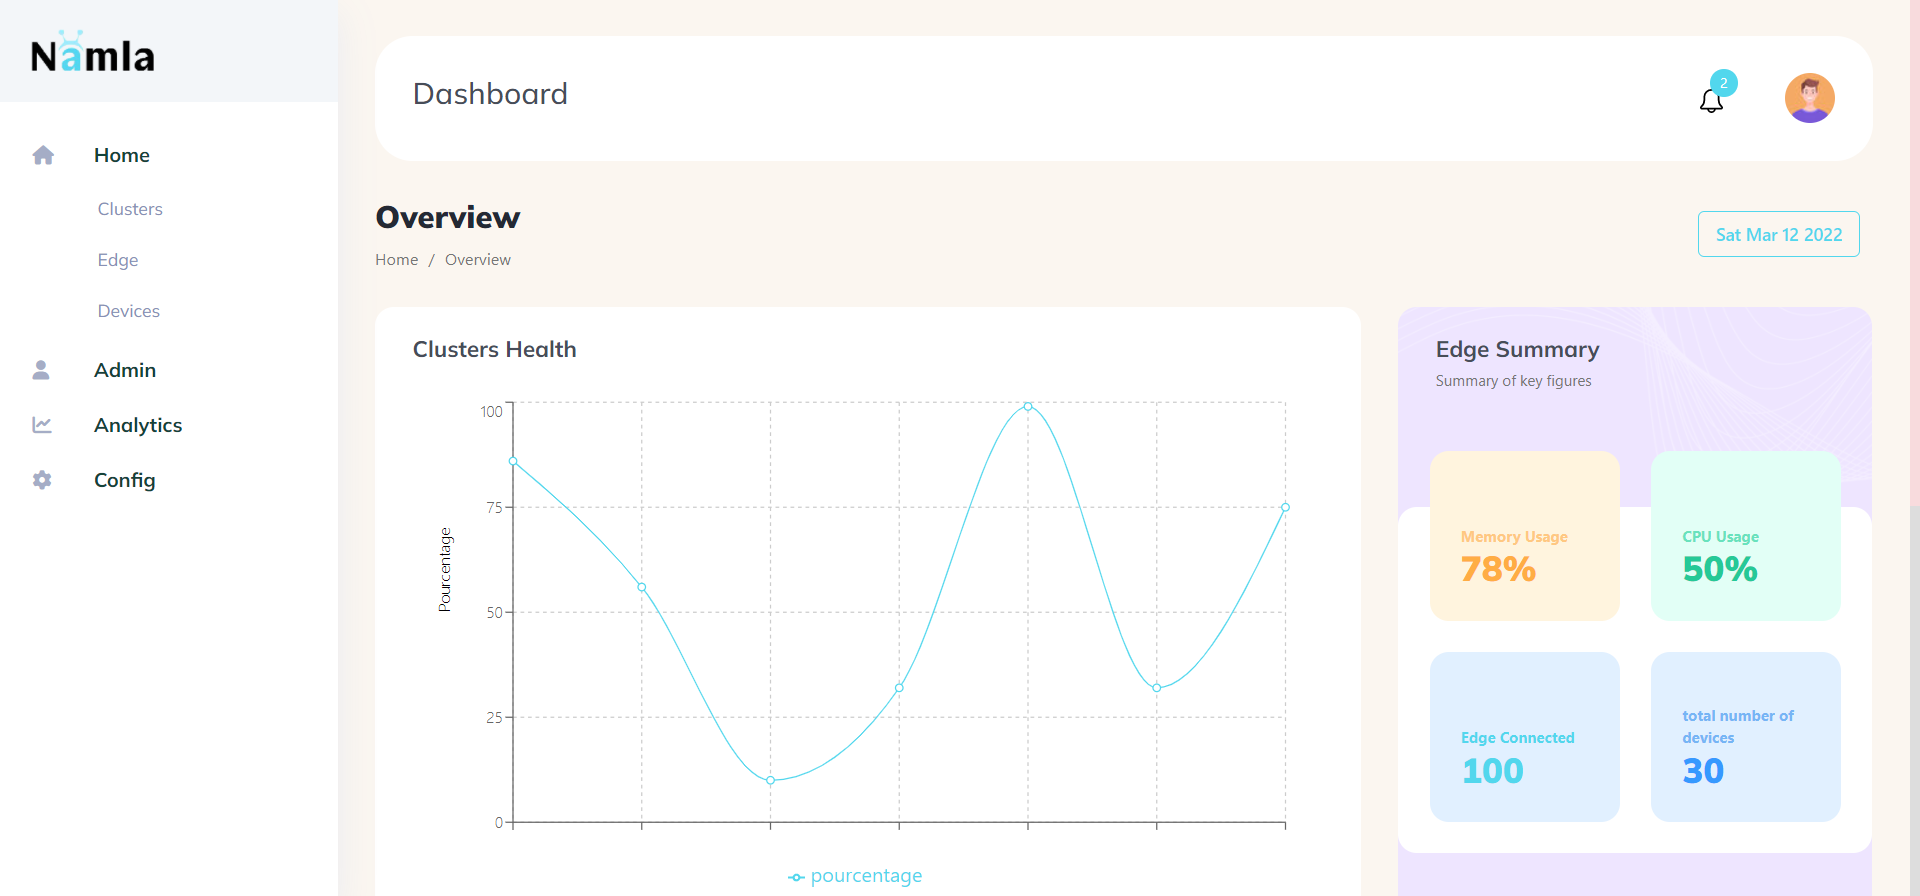 Namla
Home
Clusters
Edge
Devices
Admin
Analytics
Config
Dashboard
2
Overview
Home / Overview
Sat Mar 12 2022
Clusters Health
100
75
50
25
0
Pourcentage
pourcentage
Edge Summary
Summary of key figures
Memory Usage
78%
CPU Usage
50%
Edge Connected
100
total number of
devices
30